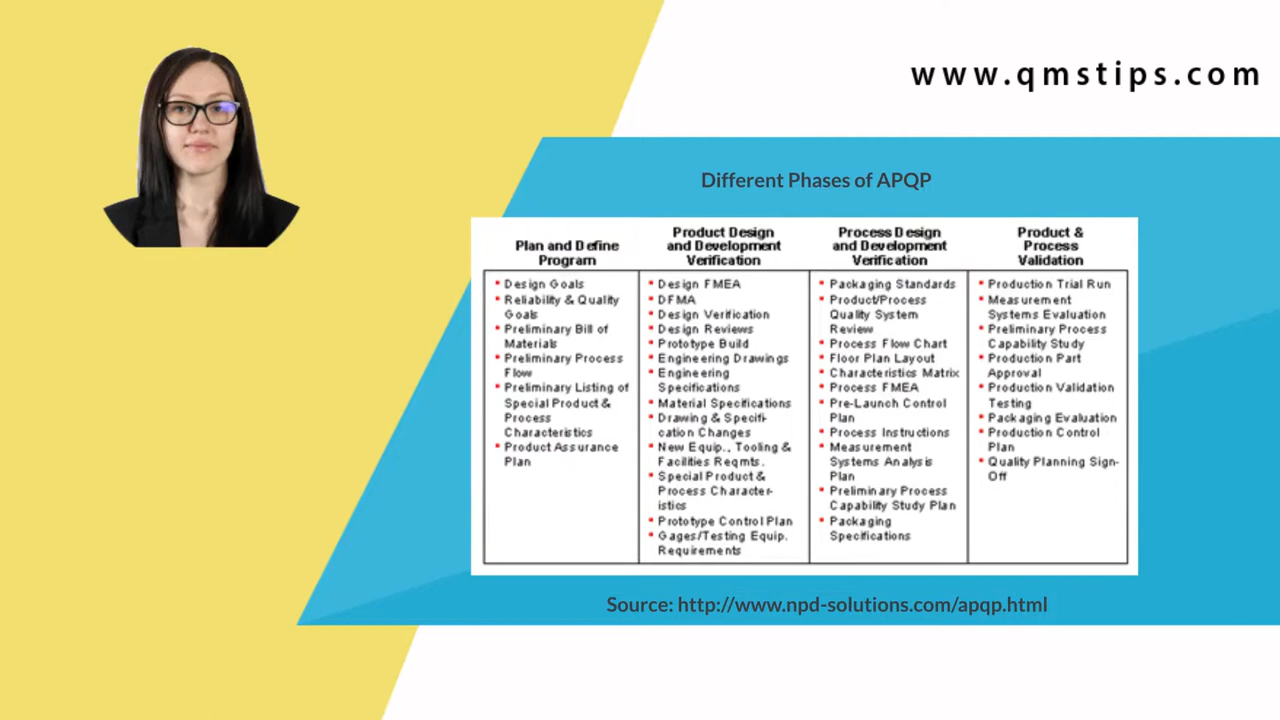 www.qmstips.com
Different Phases of APQP
Plan and Define
Program
• Design Goals
• Reliability & Quality
Goals
• Preliminary Bill of
Materials
• Preliminary Process
Flow
• Preliminary Listing of
Special Product &
Process
Characteristics
• Product Assurance
Plan
Product Design
and Development
Verification
• Design FMEA
• DFMA
• Design Verification
• Design Reviews
• Prototype Build
• Engineering Drawings
• Engineering
Specifications
• Material Specifications
• Drawing & Specifi-
cation Changes
• New Equip., Tooling &
Facilities Reqmts.
• Special Product &
Process Character-
istics
• Prototype Control Plan
• Gages/Testing Equip.
Requirements
Process Design
and Development
Verification
• Packaging Standards
• Product/Process
Quality System
Review
• Process Flow Chart
• Floor Plan Layout
• Characteristics Matrix
• Process FMEA
• Pre-Launch Control
Plan
• Process Instructions
• Measurement
Systems Analysis
Plan
• Preliminary Process
Capability Study Plan
• Packaging
Specifications
Product &
Process
Validation
• Production Trial Run
• Measurement
Systems Evaluation
• Preliminary Process
Capability Study
• Production Part
Approval
• Production Validation
Testing
• Packaging Evaluation
• Production Control
Plan
• Quality Planning Sign-
Off
Source: http://www.npd-solutions.com/apqp.html